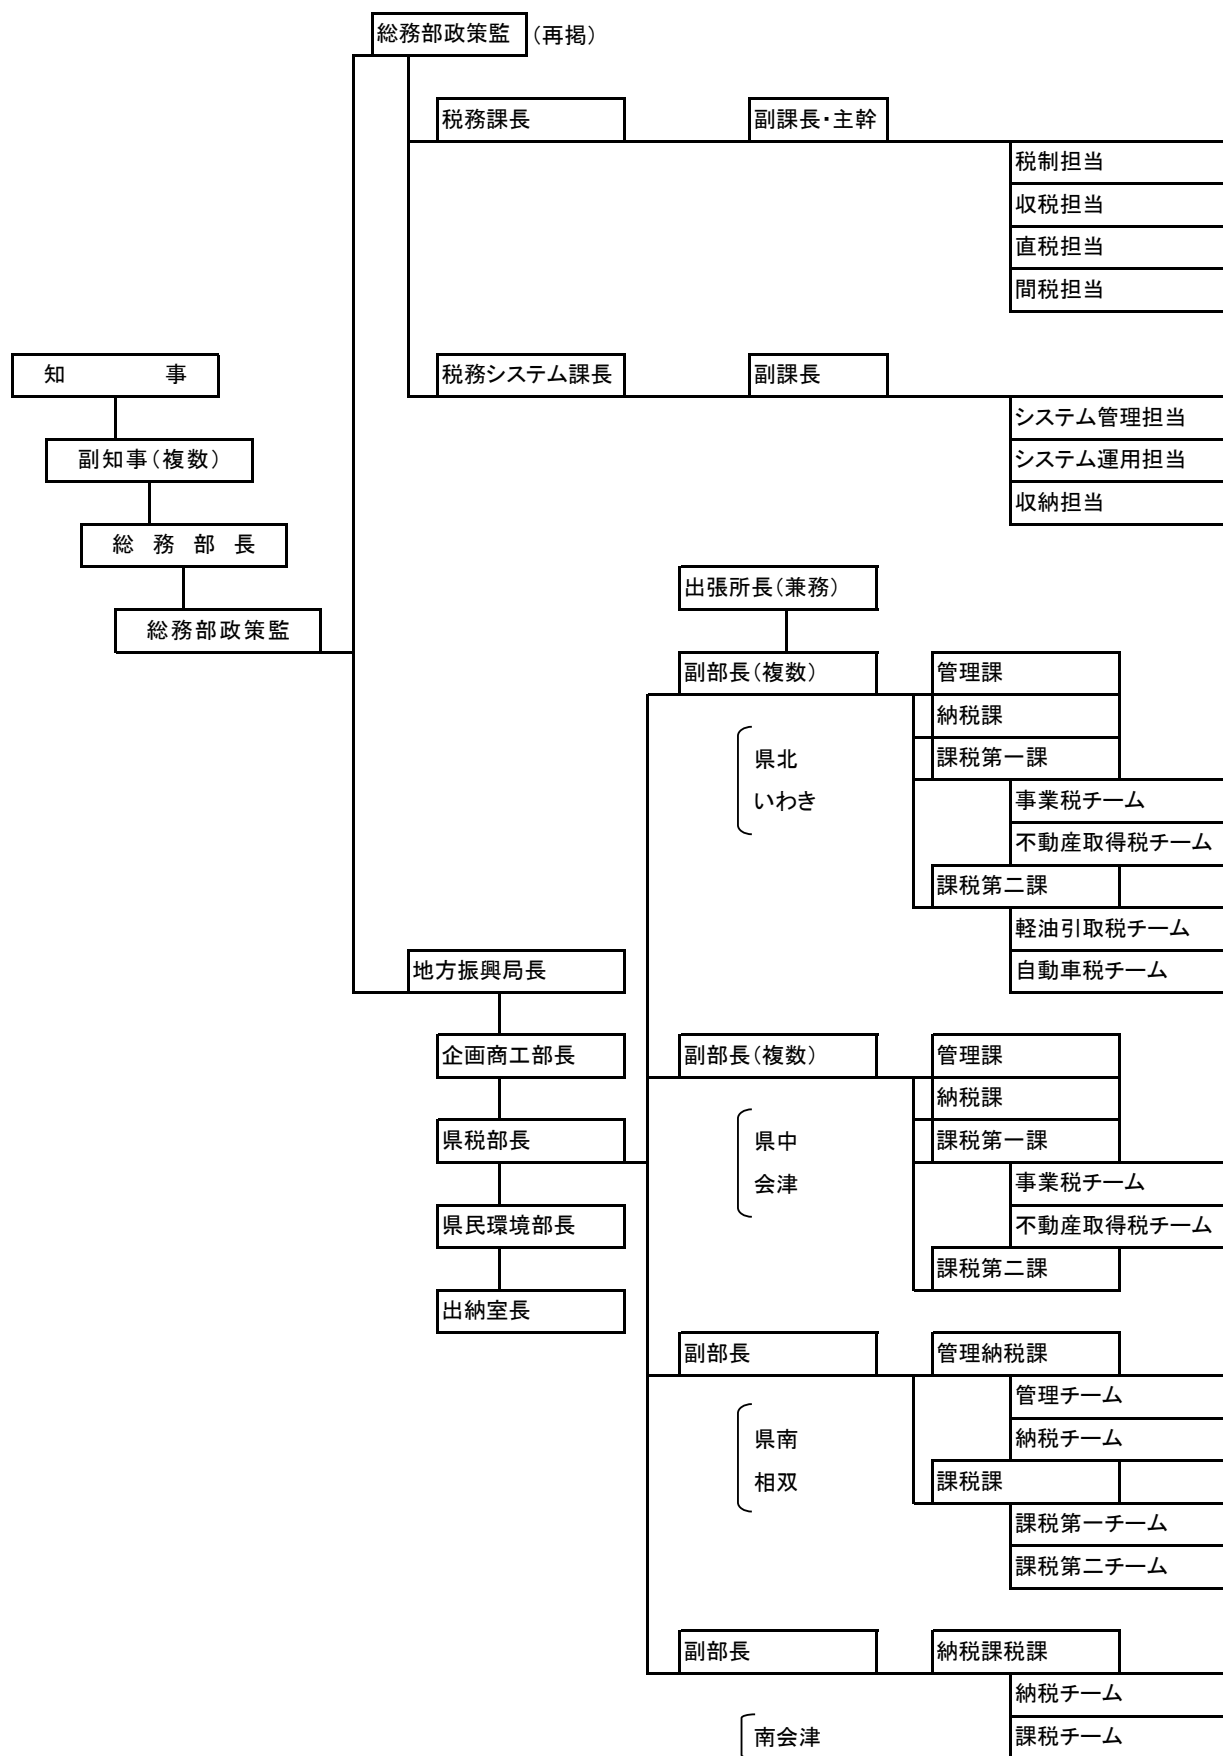 総務部政策監 (再掲)
税務課長 副課長・主幹
税制担当
収税担当
直税担当
間税担当
知 事
税務システム課長 副課長
システム管理担当
副知事(複数)
システム運用担当
収納担当
総 務 部 長
出張所長(兼務)
総務部政策監
副部長(複数) 管理課
納税課
県北 課税第一課
いわき 事業税チーム
不動産取得税チーム
課税第二課
軽油引取税チーム
地方振興局長 自動車税チーム
企画商工部長 副部長(複数) 管理課
納税課
県税部長 県中 課税第一課
会津 事業税チーム
県民環境部長 不動産取得税チーム
課税第二課
出納室長
副部長 管理納税課
管理チーム
県南 納税チーム
相双 課税課
課税第一チーム
課税第二チーム
副部長 納税課税課
納税チーム
南会津 課税チーム